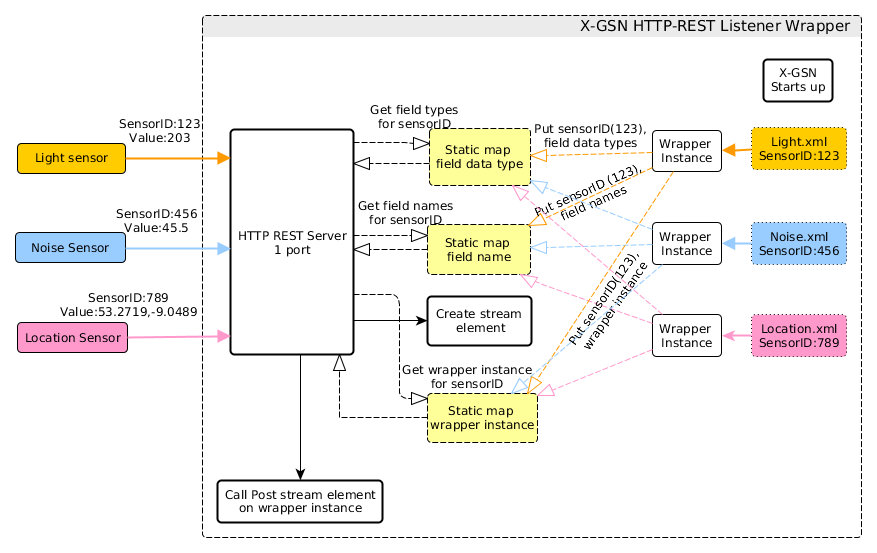 X-GSN HTTP-REST Listener Wrapper
X-GSN
Starts up
SensorID:123
Value:203
Light sensor
SensorID:456
Value:45.5
Noise Sensor
SensorID:789
Value:53.2719,-9.0489
Location Sensor
HTTP REST Server
1 port
Get field types
for sensorID
Static map
field data type
Get field names
for sensorID
Static map
field name
Create stream
element
Get wrapper instance
for sensorID
Static map
wrapper instance
Call Post stream element
on wrapper instance
Put sensorID(123),
field data types
Put sensorID (123),
field names
Put sensorID(123),
wrapper instance
Wrapper
Instance
Wrapper
Instance
Wrapper
Instance
Light.xml
SensorID:123
Noise.xml
SensorID:456
Location.xml
SensorID:789